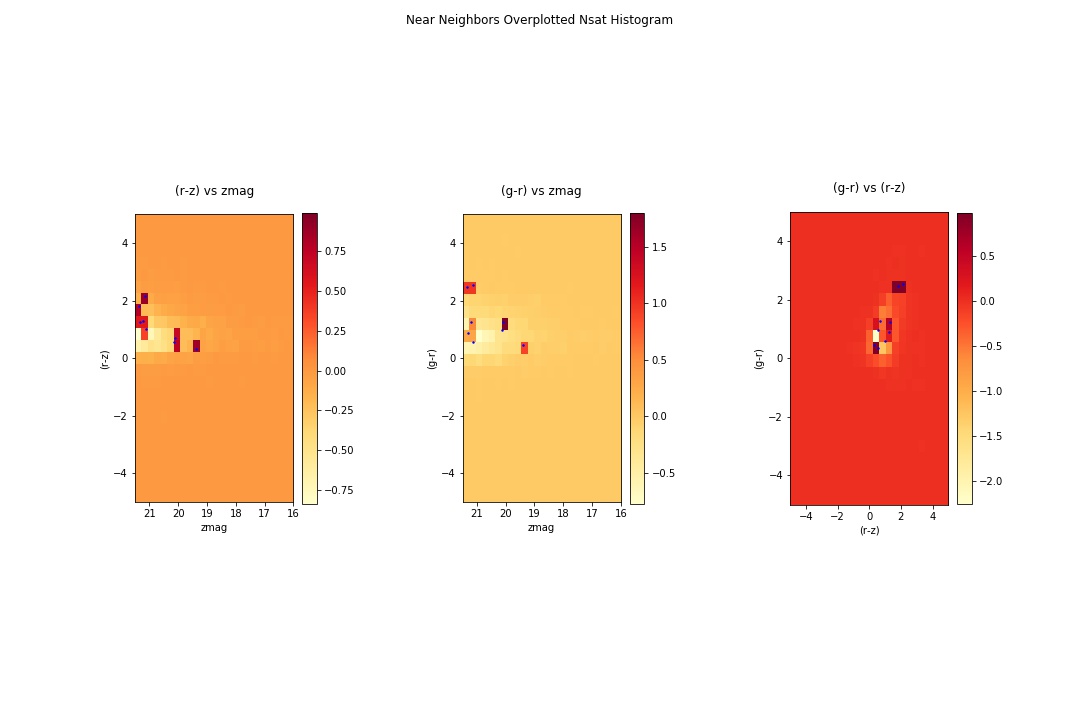 Near Neighbors Overplotted Nsat Histogram
(r-z) vs zmag
4
2
0
−2
−4
(r-z)
21 20 19 18 17 16
zmag
0.75
0.50
0.25
0.00
−0.25
−0.50
−0.75
(g-r) vs zmag
4
2
0
−2
−4
(g-r)
21 20 19 18 17 16
zmag
1.5
1.0
0.5
0.0
−0.5
(g-r) vs (r-z)
4
2
0
−2
−4
(g-r)
−4 −2 0 2 4
(r-z)
0.5
0.0
−0.5
−1.0
−1.5
−2.0